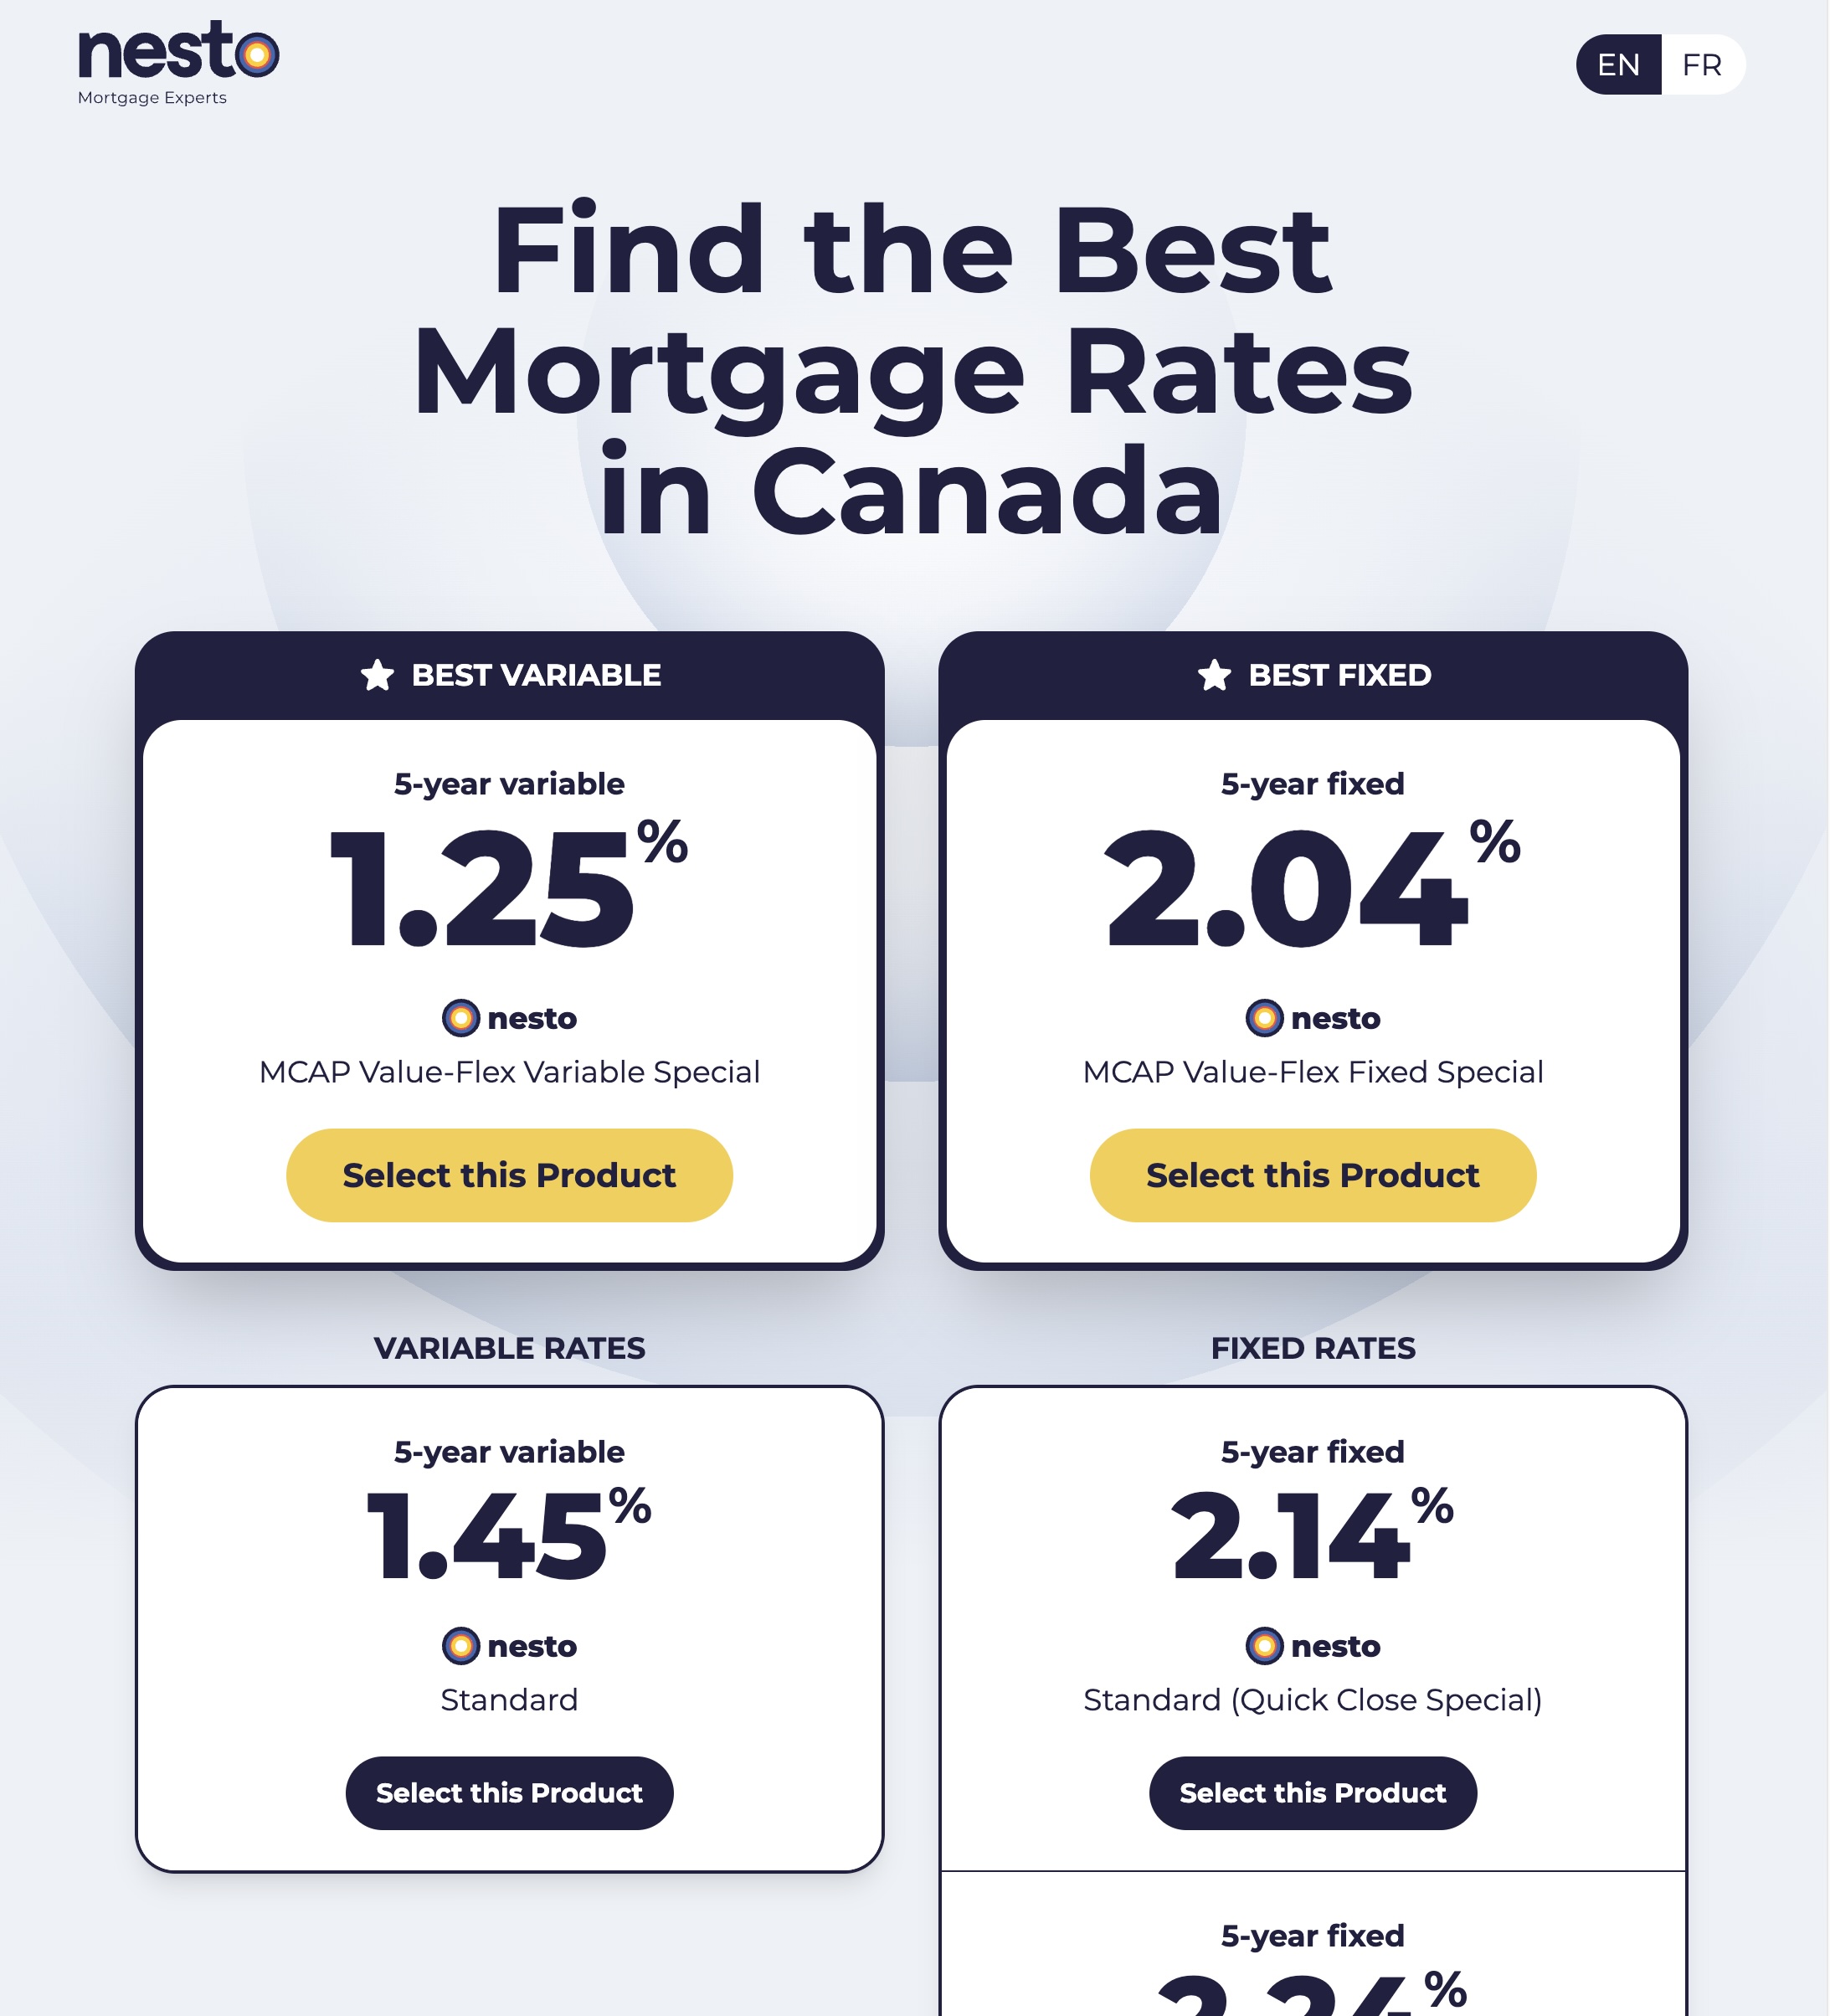 nesto
Mortgage Experts
EN FR
Find the Best
Mortgage Rates
in Canada
BEST VARIABLE
5-year variable
1.25%
nesto
MCAP Value-Flex Variable Special
Select this Product
BEST FIXED
5-year fixed
2.04%
nesto
MCAP Value-Flex Fixed Special
Select this Product
VARIABLE RATES
5-year variable
1.45%
nesto
Standard
Select this Product
FIXED RATES
5-year fixed
2.14%
nesto
Standard (Quick Close Special)
Select this Product
5-year fixed
2.24%